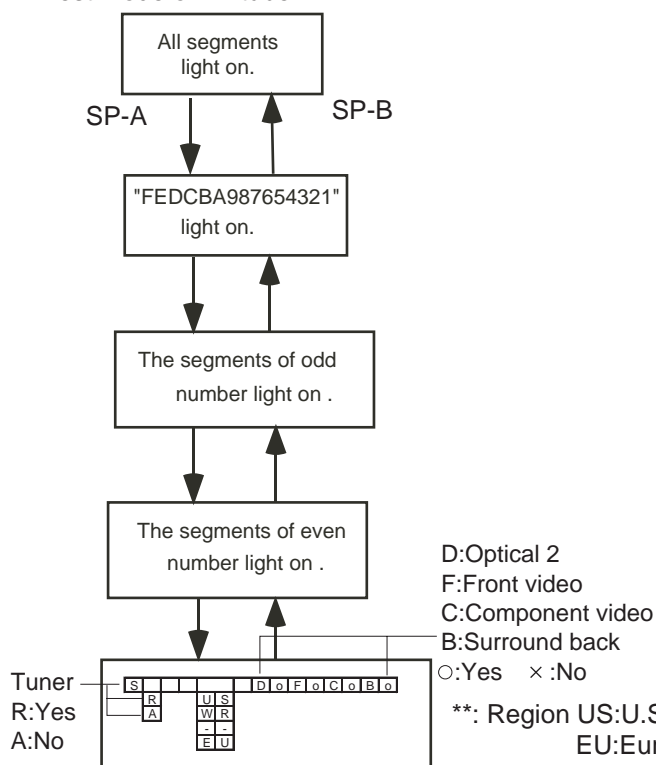 All segments
light on.
SP-A
SP-B
"FEDCBA987654321"
light on.
The segments of odd
number light on .
The segments of even
number light on .
D:Optical 2
F:Front video
C:Component video
B:Surround back
○:Yes × :No
Tuner
R:Yes
A:No
S D o F o C o B o
R U S
A W R
- -
E U
**: Region US:U.S
EU:Eur